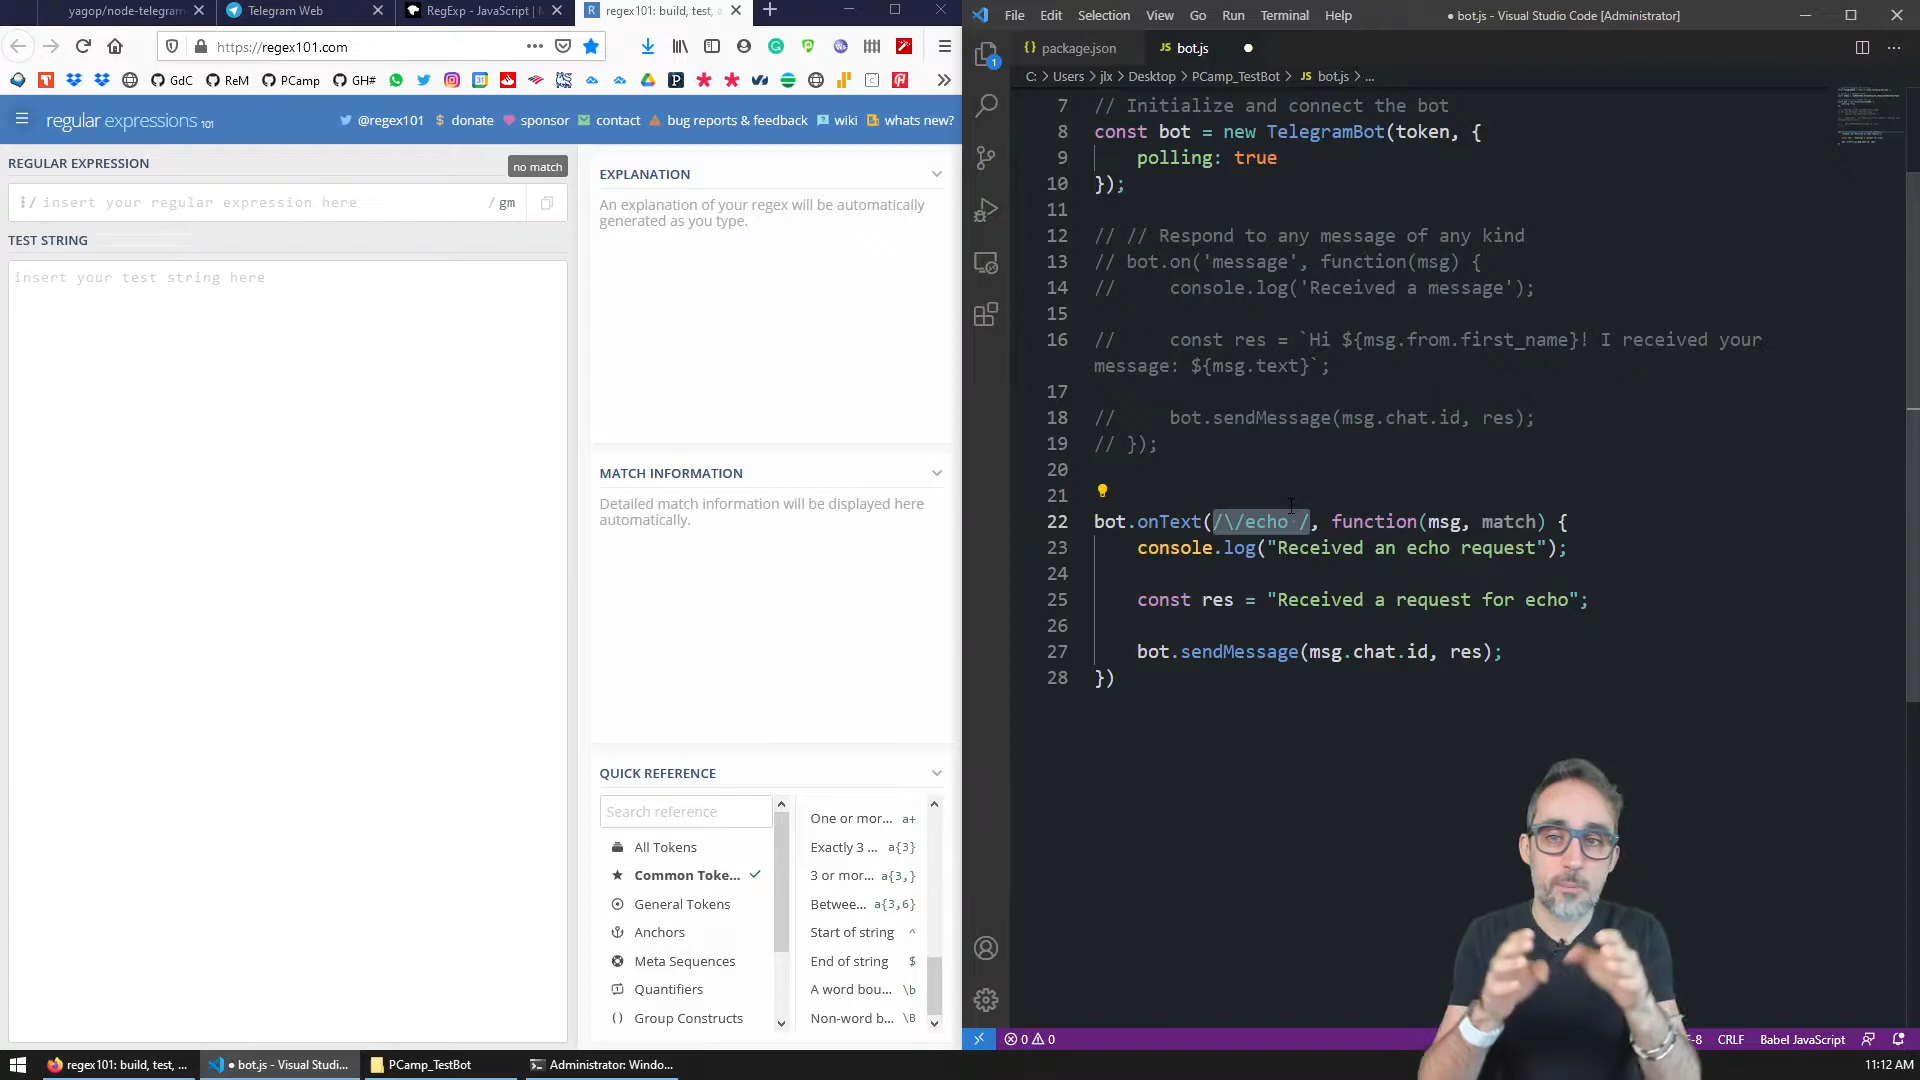 yagop/node-telegram
Telegram Web
RegExp - JavaScript | M
regex101: build, test, a
https://regex101.com
GdC
ReM
PCamp
GH#
regular expressions 101
@regex101
$ donate
sponsor
contact
bug reports & feedback
wiki
whats new?
REGULAR EXPRESSION
no match
/ insert your regular expression here
/ gm
TEST STRING
insert your test string here
EXPLANATION
An explanation of your regex will be automatically
generated as you type.
MATCH INFORMATION
Detailed match information will be displayed here
automatically.
QUICK REFERENCE
Search reference
All Tokens
Common Toke...
General Tokens
Anchors
Meta Sequences
Quantifiers
() Group Constructs
One or mor... a+
Exactly 3 ... a{3}
3 or mor... a{3,}
Betwee... a{3,6}
Start of string ^
End of string $
A word bou... \b
Non-word b... \B
File Edit Selection View Go Run Terminal Help
● bot.js - Visual Studio Code [Administrator]
{} package.json
JS bot.js ●
C: > Users > jlx > Desktop > PCamp_TestBot > JS bot.js > ...
1
7 // Initialize and connect the bot
8 const bot = new TelegramBot(token, {
9 polling: true
10 });
11
12 // // Respond to any message of any kind
13 // bot.on('message', function(msg) {
14 // console.log('Received a message');
15
16 // const res = `Hi ${msg.from.first_name}! I received your
message: ${msg.text}`;
17
18 // bot.sendMessage(msg.chat.id, res);
19 // });
20
21
22 bot.onText(/\/echo /, function(msg, match) {
23 console.log("Received an echo request");
24
25 const res = "Received a request for echo";
26
27 bot.sendMessage(msg.chat.id, res);
28 })
0 0
-8 CRLF Babel JavaScript
regex101: build, test, ...
● bot.js - Visual Studi...
PCamp_TestBot
Administrator: Windo...
11:12 AM